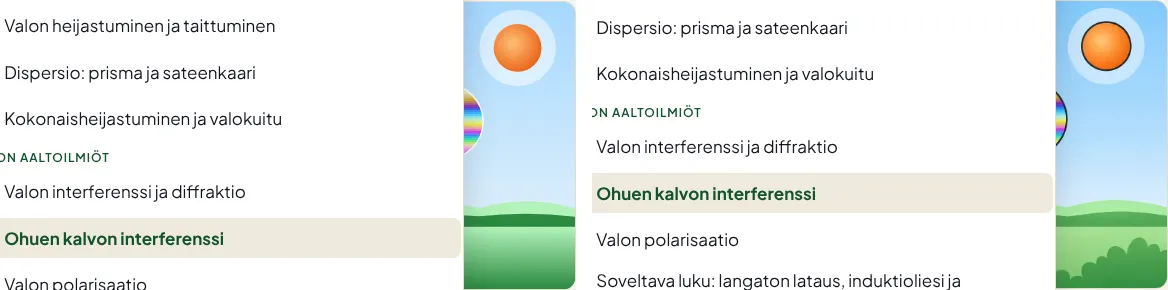 Valon heijastuminen ja taittuminen
Dispersio: prisma ja sateenkaari
Kokonaisheijastuminen ja valokuitu
ON AALTOILMIÖT
Valon interferenssi ja diffraktio
Ohuen kalvon interferenssi
Valon polarisaatio
Dispersio: prisma ja sateenkaari
Kokonaisheijastuminen ja valokuitu
ON AALTOILMIÖT
Valon interferenssi ja diffraktio
Ohuen kalvon interferenssi
Valon polarisaatio
Soveltava luku: langaton lataus, induktioliesi ja